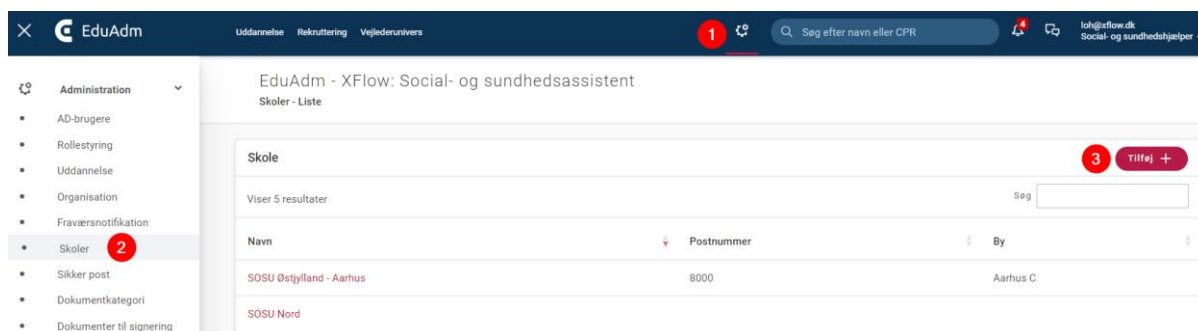 EduAdm
Uddannelse Rekruttering Vejlederunivers
1
Søg efter navn eller CPR
4
loh@xflow.dk
Social- og sundhedshjælper -
Administration
AD-brugere
Rollestyring
Uddannelse
Organisation
Fraværsnotifikation
Skoler 2
Sikker post
Dokumentkategori
Dokumenter til signering
EduAdm - XFlow: Social- og sundhedsassistent
Skoler - Liste
Skole
3 Tilføj +
Viser 5 resultater
Søg
Navn Postnummer By
SOSU Østjylland - Aarhus 8000 Aarhus C
SOSU Nord